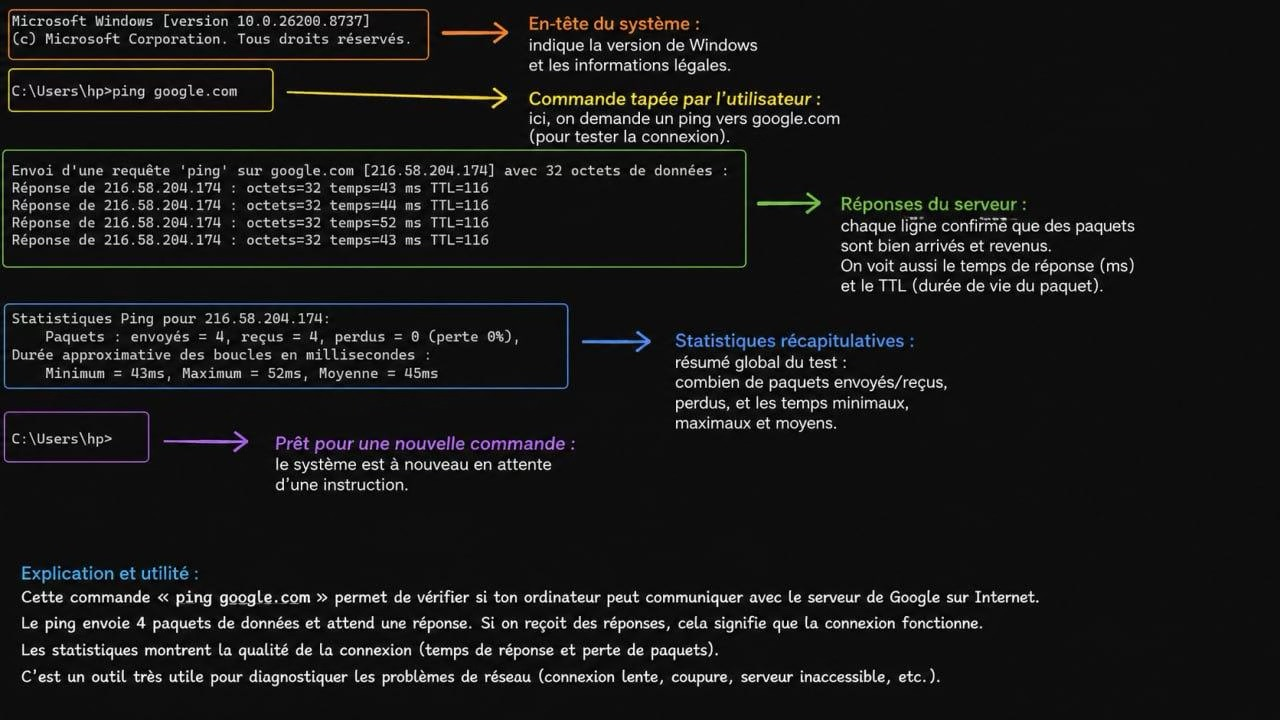 Microsoft Windows [version 10.0.26200.8737]
(c) Microsoft Corporation. Tous droits réservés.
En-tête du système :
indique la version de Windows
et les informations légales.
C:\Users\hp>ping google.com
Commande tapée par l'utilisateur :
ici, on demande un ping vers google.com
(pour tester la connexion).
Envoi d'une requête 'ping' sur google.com [216.58.204.174] avec 32 octets de données :
Réponse de 216.58.204.174 : octets=32 temps=43 ms TTL=116
Réponse de 216.58.204.174 : octets=32 temps=44 ms TTL=116
Réponse de 216.58.204.174 : octets=32 temps=52 ms TTL=116
Réponse de 216.58.204.174 : octets=32 temps=43 ms TTL=116
Réponses du serveur :
chaque ligne confirme que des paquets
sont bien arrivés et revenus.
On voit aussi le temps de réponse (ms)
et le TTL (durée de vie du paquet).
Statistiques Ping pour 216.58.204.174:
Paquets : envoyés = 4, reçus = 4, perdus = 0 (perte 0%),
Durée approximative des boucles en millisecondes :
Minimum = 43ms, Maximum = 52ms, Moyenne = 45ms
Statistiques récapitulatives :
résumé global du test :
combien de paquets envoyés/reçus,
perdus, et les temps minimaux,
maximaux et moyens.
C:\Users\hp>
Prêt pour une nouvelle commande :
le système est à nouveau en attente
d'une instruction.
Explication et utilité :
Cette commande « ping google.com » permet de vérifier si ton ordinateur peut communiquer avec le serveur de Google sur Internet.
Le ping envoie 4 paquets de données et attend une réponse. Si on reçoit des réponses, cela signifie que la connexion fonctionne.
Les statistiques montrent la qualité de la connexion (temps de réponse et perte de paquets).
C'est un outil très utile pour diagnostiquer les problèmes de réseau (connexion lente, coupure, serveur inaccessible, etc.).